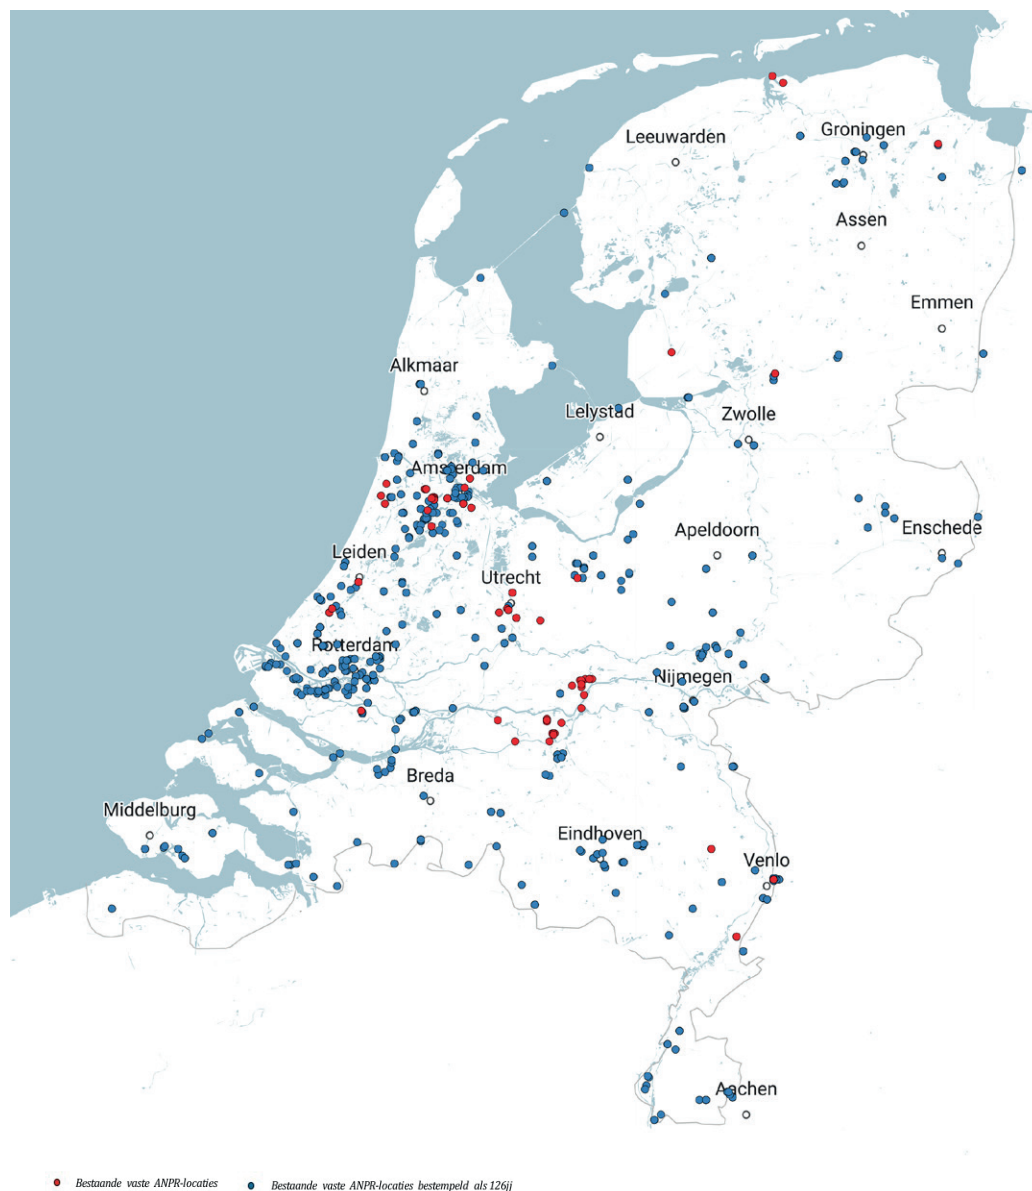 Leeuwarden
Groningen
Assen
Emmen
Alkmaar
Lelystad
Zwolle
Amsterdam
Apeldoorn
Enschede
Leiden
Utrecht
Rotterdam
Nijmegen
Breda
Middelburg
Eindhoven
Venlo
Aachen
Bestaande vaste ANPR-locaties
Bestaande vaste ANPR-locaties bestempeld als 126jj